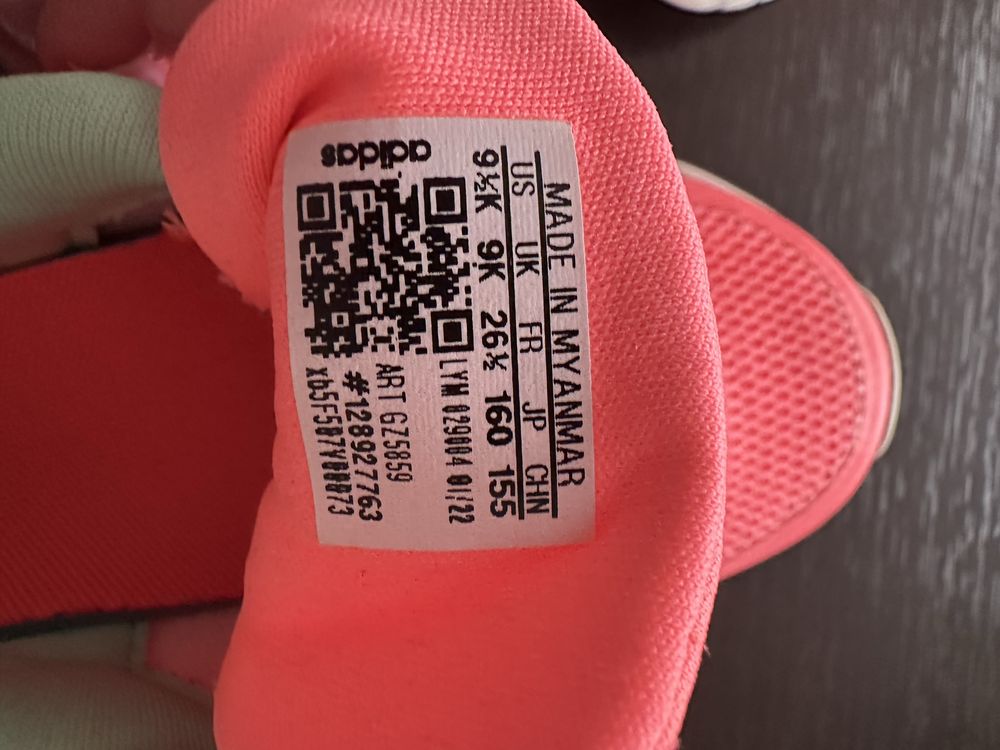 MADE IN MYANMAR
US UK FR JP CHN
9½K 9K 26½ 160 155
LYM 029004 01/22
ART GZ5859
#128927763
adidas